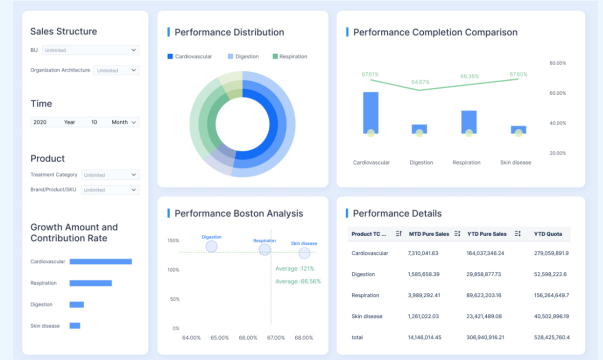 Sales Structure
BU Unlimited
Organization Architecture Unlimited
Time
2020 Year 10 Month
Product
Treatment Category Unlimited
Brand/Product/SKU Unlimited
Growth Amount and
Contribution Rate
Cardiovascular
Respiration
Digestion
Skin disease
Performance Distribution
Cardiovascular Digestion Respiration
Performance Completion Comparison
80.00%
67.61% 64.67% 66.36% 67.60%
60.00%
40.00%
20.00%
Cardiovascular Digestion Respiration Skin disease
Performance Boston Analysis
150%
Digestion Respiration Skin disease
100%
Average :121%
Average :66.56%
50%
0%
64.00% 65.00% 66.00% 67.00% 68.00%
Performance Details
Product TC ... MTD Pure Sales YTD Pure Sales YTD Quota
Cardiovascular 7,310,041.63 164,037,346.24 279,059,891.9
Digestion 1,585,658.39 29,858,877.73 52,598,222.6
Respiration 3,989,292.41 89,623,203.16 156,264,649.7
Skin disease 1,261,022.03 23,421,489.08 40,502,996.19
total 14,146,014.45 306,940,916.21 528,425,760.4